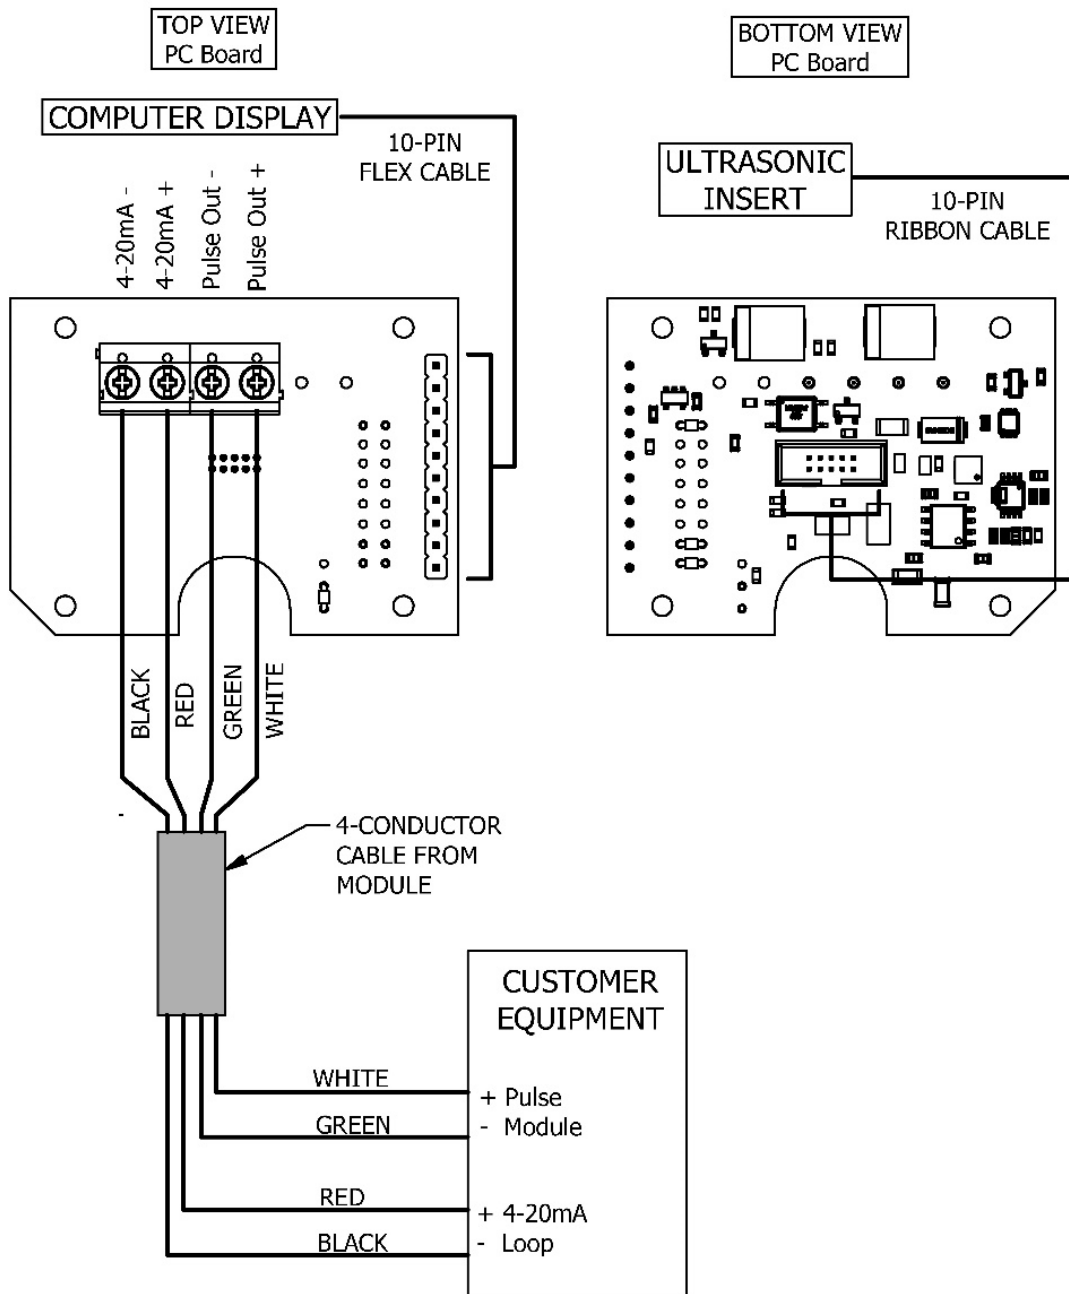 TOP VIEW
PC Board
BOTTOM VIEW
PC Board
COMPUTER DISPLAY
10-PIN
FLEX CABLE
ULTRASONIC
INSERT
10-PIN
RIBBON CABLE
4-20mA -
4-20mA +
Pulse Out -
Pulse Out +
BLACK
RED
GREEN
WHITE
4-CONDUCTOR
CABLE FROM
MODULE
CUSTOMER
EQUIPMENT
WHITE
+ Pulse
GREEN
- Module
RED
+ 4-20mA
BLACK
- Loop